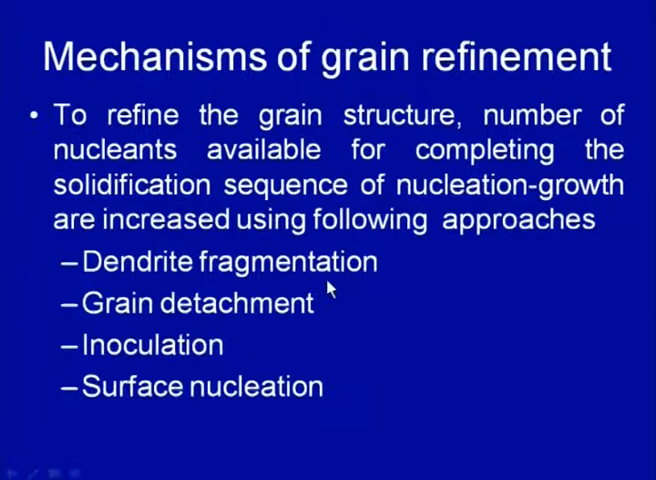 Mechanisms of grain refinement
• To refine the grain structure, number of
nucleants available for completing the
solidification sequence of nucleation-growth
are increased using following approaches
–Dendrite fragmentation
–Grain detachment
–Inoculation
–Surface nucleation